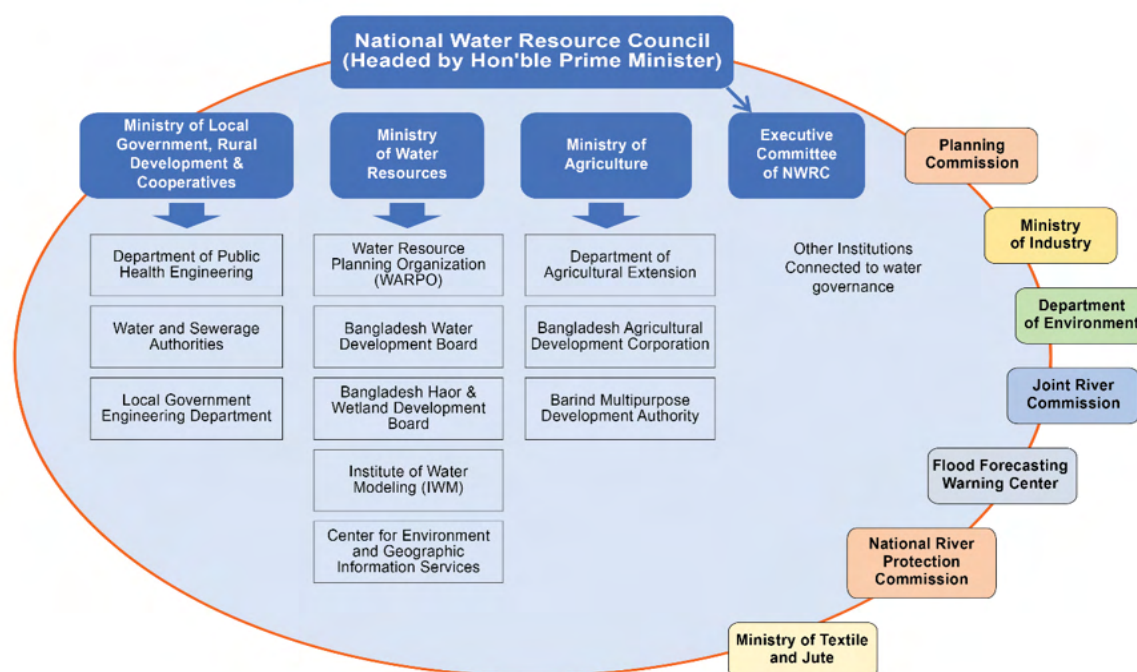 National Water Resource Council
(Headed by Hon'ble Prime Minister)
Ministry of Local
Government, Rural
Development &
Cooperatives
Department of Public
Health Engineering
Water and Sewerage
Authorities
Local Government
Engineering Department
Ministry
of Water
Resources
Water Resource
Planning Organization
(WARPO)
Bangladesh Water
Development Board
Bangladesh Haor &
Wetland Development
Board
Institute of Water
Modeling (IWM)
Center for Environment
and Geographic
Information Services
Ministry of
Agriculture
Department of
Agricultural Extension
Bangladesh Agricultural
Development Corporation
Barind Multipurpose
Development Authority
Executive
Committee
of NWRC
Other Institutions
Connected to water
governance
Planning
Commission
Ministry
of Industry
Department
of Environment
Joint River
Commission
Flood Forecasting
Warning Center
National River
Protection
Commission
Ministry of Textile
and Jute